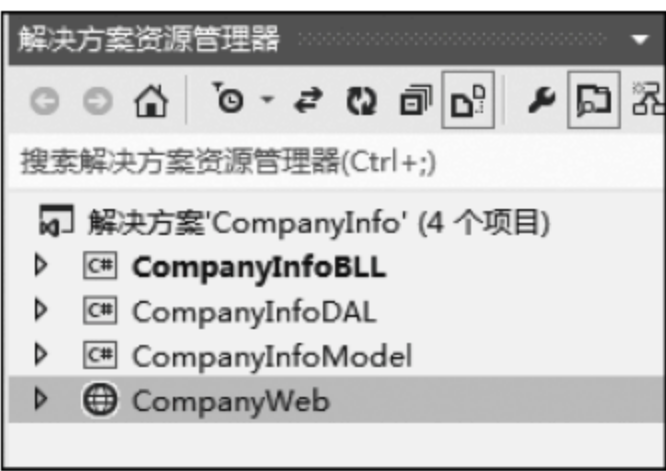 解决方案资源管理器
搜索解决方案资源管理器(Ctrl+;)
解决方案'CompanyInfo' (4 个项目)
C# CompanyInfoBLL
C# CompanyInfoDAL
C# CompanyInfoModel
CompanyWeb